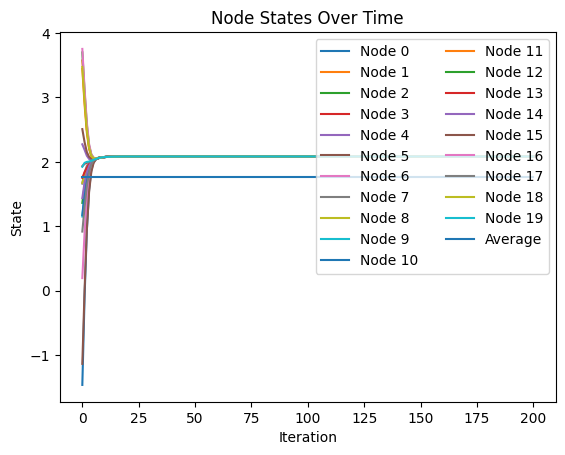 Node States Over Time
State
4
3
2
1
0
−1
0 25 50 75 100 125 150 175 200
Iteration
Node 0
Node 1
Node 2
Node 3
Node 4
Node 5
Node 6
Node 7
Node 8
Node 9
Node 10
Node 11
Node 12
Node 13
Node 14
Node 15
Node 16
Node 17
Node 18
Node 19
Average